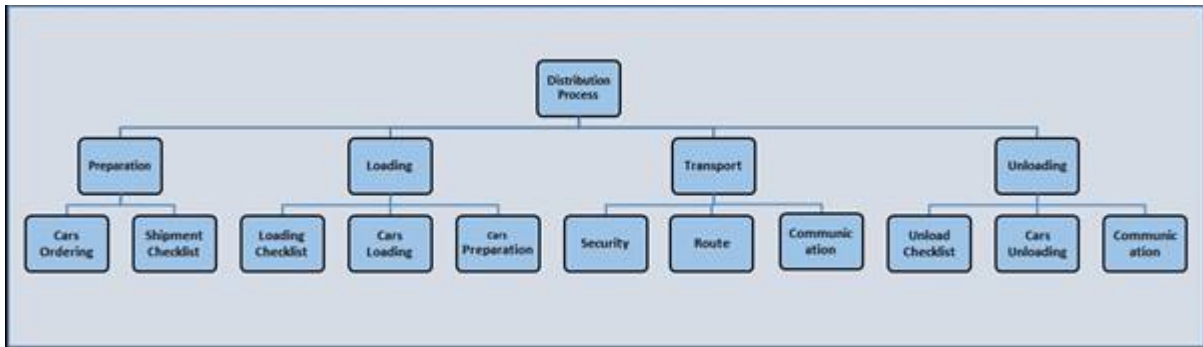 Distribution
Process
Preparation
Loading
Transport
Unloading
Cars
Ordering
Shipment
Checklist
Loading
Checklist
Cars
Loading
Cars
Preparation
Security
Route
Communic
ation
Unload
Checklist
Cars
Unloading
Communic
ation